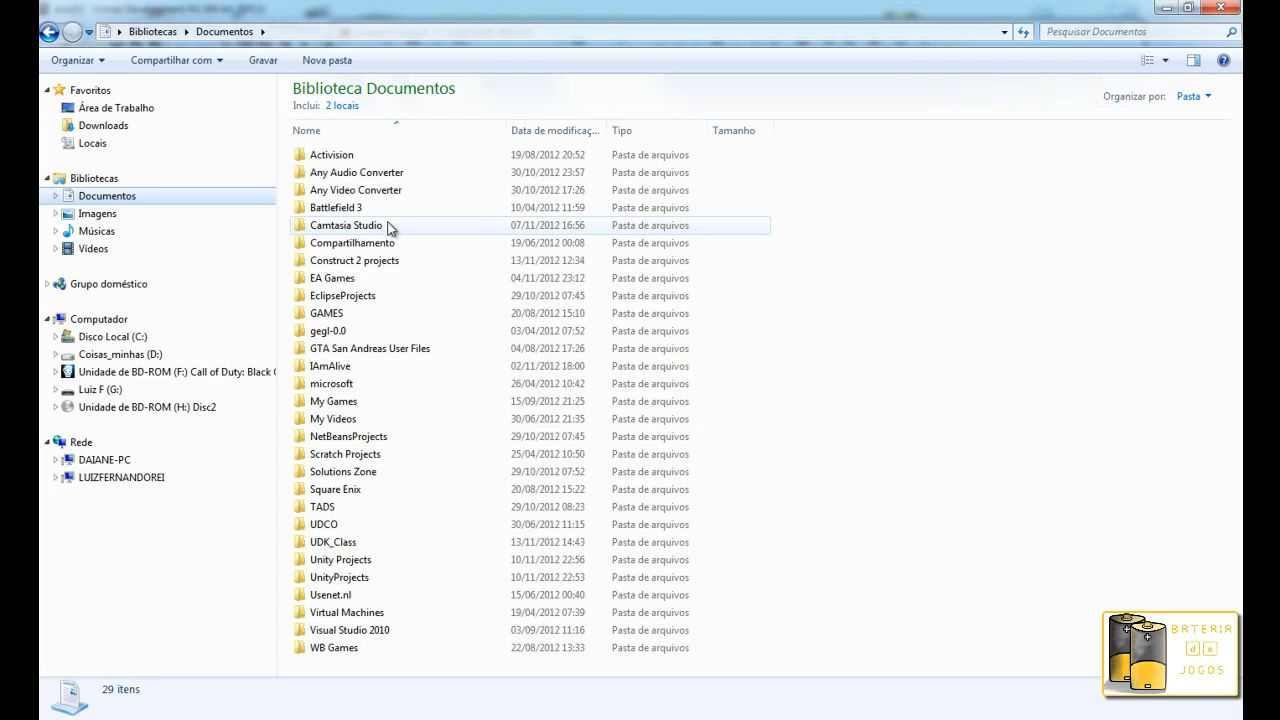 Bibliotecas Documentos
Pesquisar Documentos
Organizar Compartilhar com Gravar Nova pasta
Favoritos
Área de Trabalho
Downloads
Locais
Bibliotecas
Documentos
Imagens
Músicas
Vídeos
Grupo doméstico
Computador
Disco Local (C:)
Coisas_minhas (D:)
Unidade de BD-ROM (F:) Call of Duty: Black
Luiz F (G:)
Unidade de BD-ROM (H:) Disc2
Rede
DAIANE-PC
LUIZFERNANDOREI
Biblioteca Documentos
Inclui: 2 locais
Organizar por: Pasta
Nome Data de modificaç... Tipo Tamanho
Activision 19/08/2012 20:52 Pasta de arquivos
Any Audio Converter 30/10/2012 23:57 Pasta de arquivos
Any Video Converter 30/10/2012 17:26 Pasta de arquivos
Battlefield 3 10/04/2012 11:59 Pasta de arquivos
Camtasia Studio 07/11/2012 16:56 Pasta de arquivos
Compartilhamento 19/06/2012 00:08 Pasta de arquivos
Construct 2 projects 13/11/2012 12:34 Pasta de arquivos
EA Games 04/11/2012 23:12 Pasta de arquivos
EclipseProjects 29/10/2012 07:45 Pasta de arquivos
GAMES 20/08/2012 15:10 Pasta de arquivos
gegl-0.0 03/04/2012 07:52 Pasta de arquivos
GTA San Andreas User Files 04/08/2012 17:26 Pasta de arquivos
IAmAlive 02/11/2012 18:00 Pasta de arquivos
microsoft 26/04/2012 10:42 Pasta de arquivos
My Games 15/09/2012 21:25 Pasta de arquivos
My Videos 30/06/2012 21:35 Pasta de arquivos
NetBeansProjects 29/10/2012 07:45 Pasta de arquivos
Scratch Projects 25/04/2012 10:50 Pasta de arquivos
Solutions Zone 29/10/2012 07:52 Pasta de arquivos
Square Enix 20/08/2012 15:22 Pasta de arquivos
TADS 29/10/2012 08:23 Pasta de arquivos
UDCO 30/06/2012 11:15 Pasta de arquivos
UDK_Class 13/11/2012 14:43 Pasta de arquivos
Unity Projects 10/11/2012 22:56 Pasta de arquivos
UnityProjects 10/11/2012 22:53 Pasta de arquivos
Usenet.nl 15/06/2012 00:40 Pasta de arquivos
Virtual Machines 19/04/2012 07:39 Pasta de arquivos
Visual Studio 2010 03/09/2012 11:16 Pasta de arquivos
WB Games 22/08/2012 13:33 Pasta de arquivos
29 itens
BATERIA
de
JOGOS